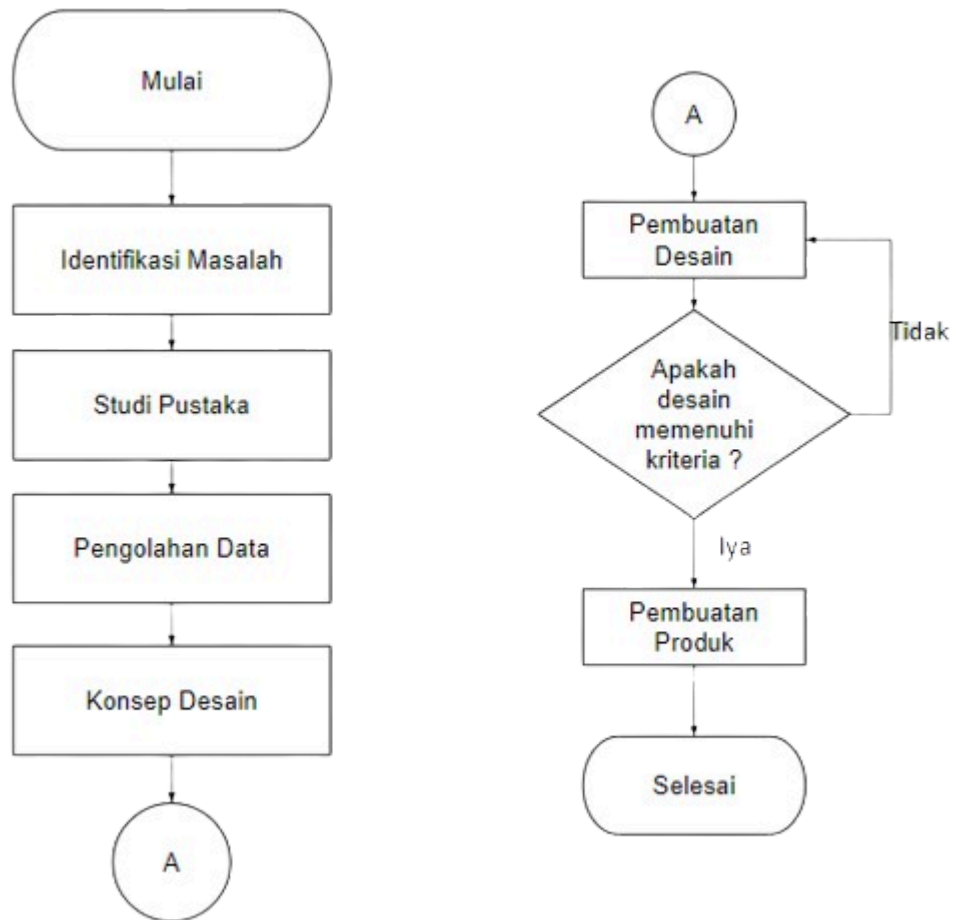 Mulai
Identifikasi Masalah
Studi Pustaka
Pengolahan Data
Konsep Desain
A
A
Pembuatan
Desain
Tidak
Apakah
desain
memenuhi
kriteria ?
Iya
Pembuatan
Produk
Selesai